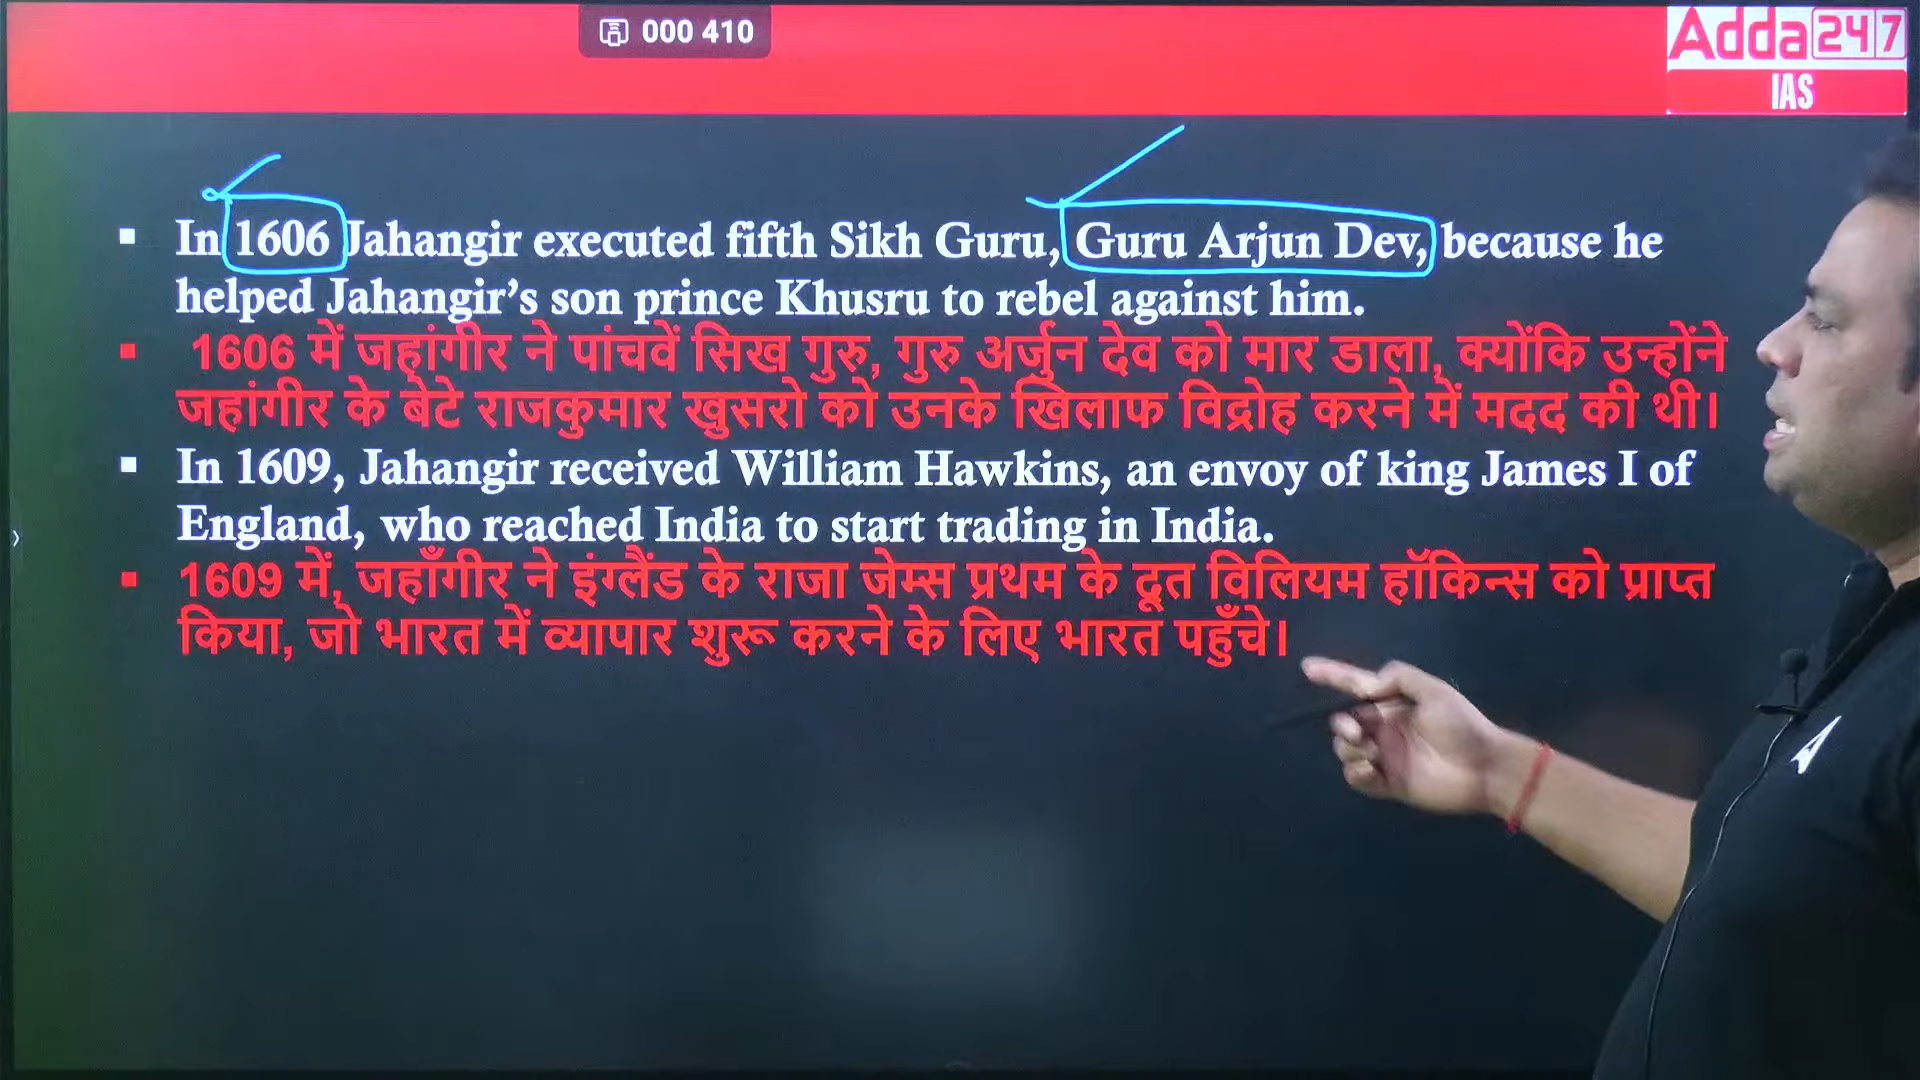 000 410
Adda247
IAS
In 1606 Jahangir executed fifth Sikh Guru, Guru Arjun Dev, because he
helped Jahangir’s son prince Khusru to rebel against him.
1606 में जहांगीर ने पांचवें सिख गुरु, गुरु अर्जुन देव को मार डाला, क्योंकि उन्होंने
जहांगीर के बेटे राजकुमार खुसरो को उनके खिलाफ विद्रोह करने में मदद की थी।
In 1609, Jahangir received William Hawkins, an envoy of king James I of
England, who reached India to start trading in India.
1609 में, जहाँगीर ने इंग्लैंड के राजा जेम्स प्रथम के दूत विलियम हॉकिन्स को प्राप्त
किया, जो भारत में व्यापार शुरू करने के लिए भारत पहुँचे।